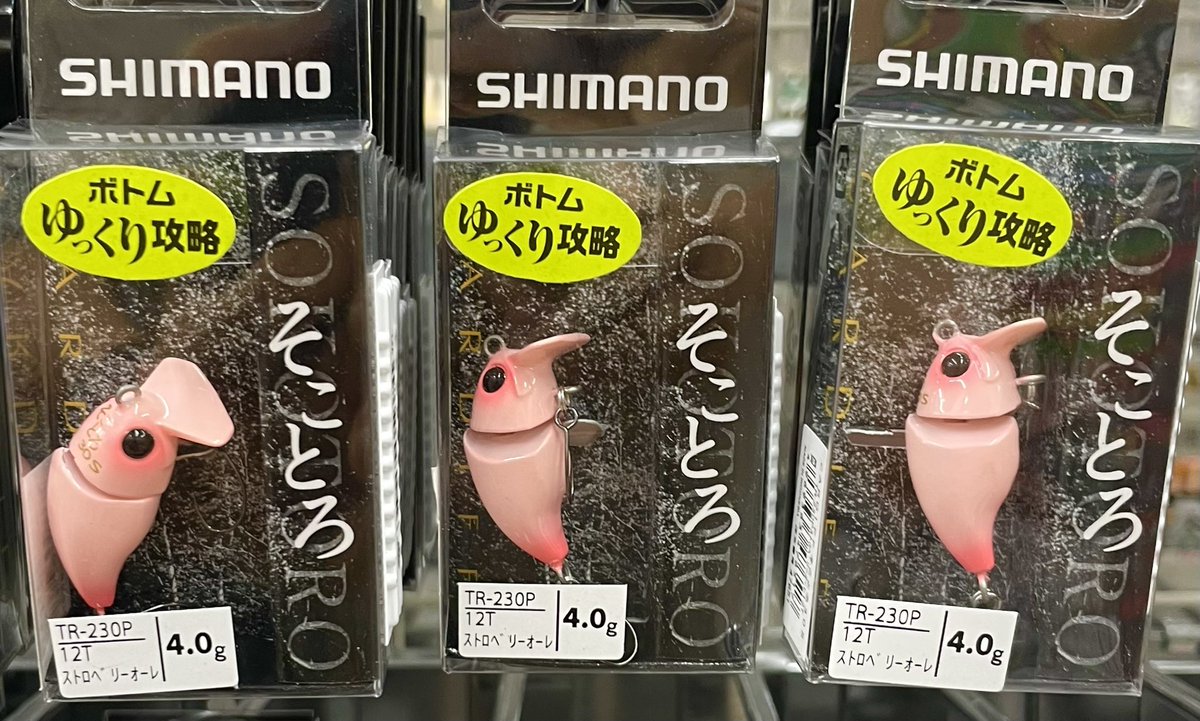 SHIMANO
ボトム
ゆっくり攻略
SOKOTORO
そことろ
TR-230P
12T
ストロベリーオーレ
4.0g
SHIMANO
ボトム
ゆっくり攻略
SOKOTORO
そことろ
TR-230P
12T
ストロベリーオーレ
4.0g
SHIMANO
ボトム
ゆっくり攻略
SOKOTORO
そことろ
TR-230P
12T
ストロベリーオーレ
4.0g